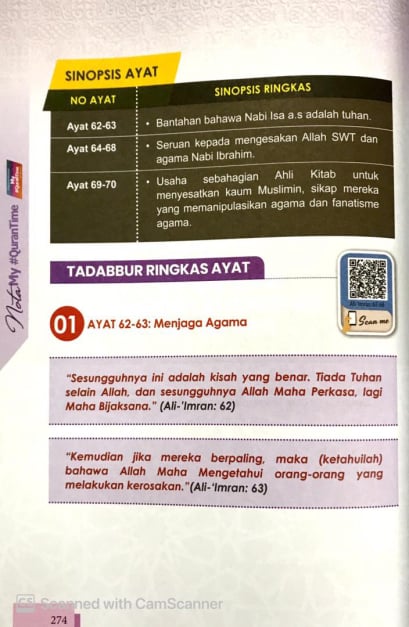 SINOPSIS AYAT
NO AYAT
SINOPSIS RINGKAS
Ayat 62-63
• Bantahan bahawa Nabi Isa a.s adalah tuhan.
Ayat 64-68
• Seruan kepada mengesakan Allah SWT dan
agama Nabi Ibrahim.
Ayat 69-70
• Usaha sebahagian Ahli Kitab untuk
menyesatkan kaum Muslimin, sikap mereka
yang memanipulasikan agama dan fanatisme
agama.
Nota My #QuranTime
TADABBUR RINGKAS AYAT
Scan me
01 AYAT 62-63: Menjaga Agama
“Sesungguhnya ini adalah kisah yang benar. Tiada Tuhan
selain Allah, dan sesungguhnya Allah Maha Perkasa, lagi
Maha Bijaksana.” (Ali-‘Imran: 62)
“Kemudian jika mereka berpaling, maka (ketahuilah)
bahawa Allah Maha Mengetahui orang-orang yang
melakukan kerosakan.”(Ali-‘Imran: 63)
CS Scanned with CamScanner
274